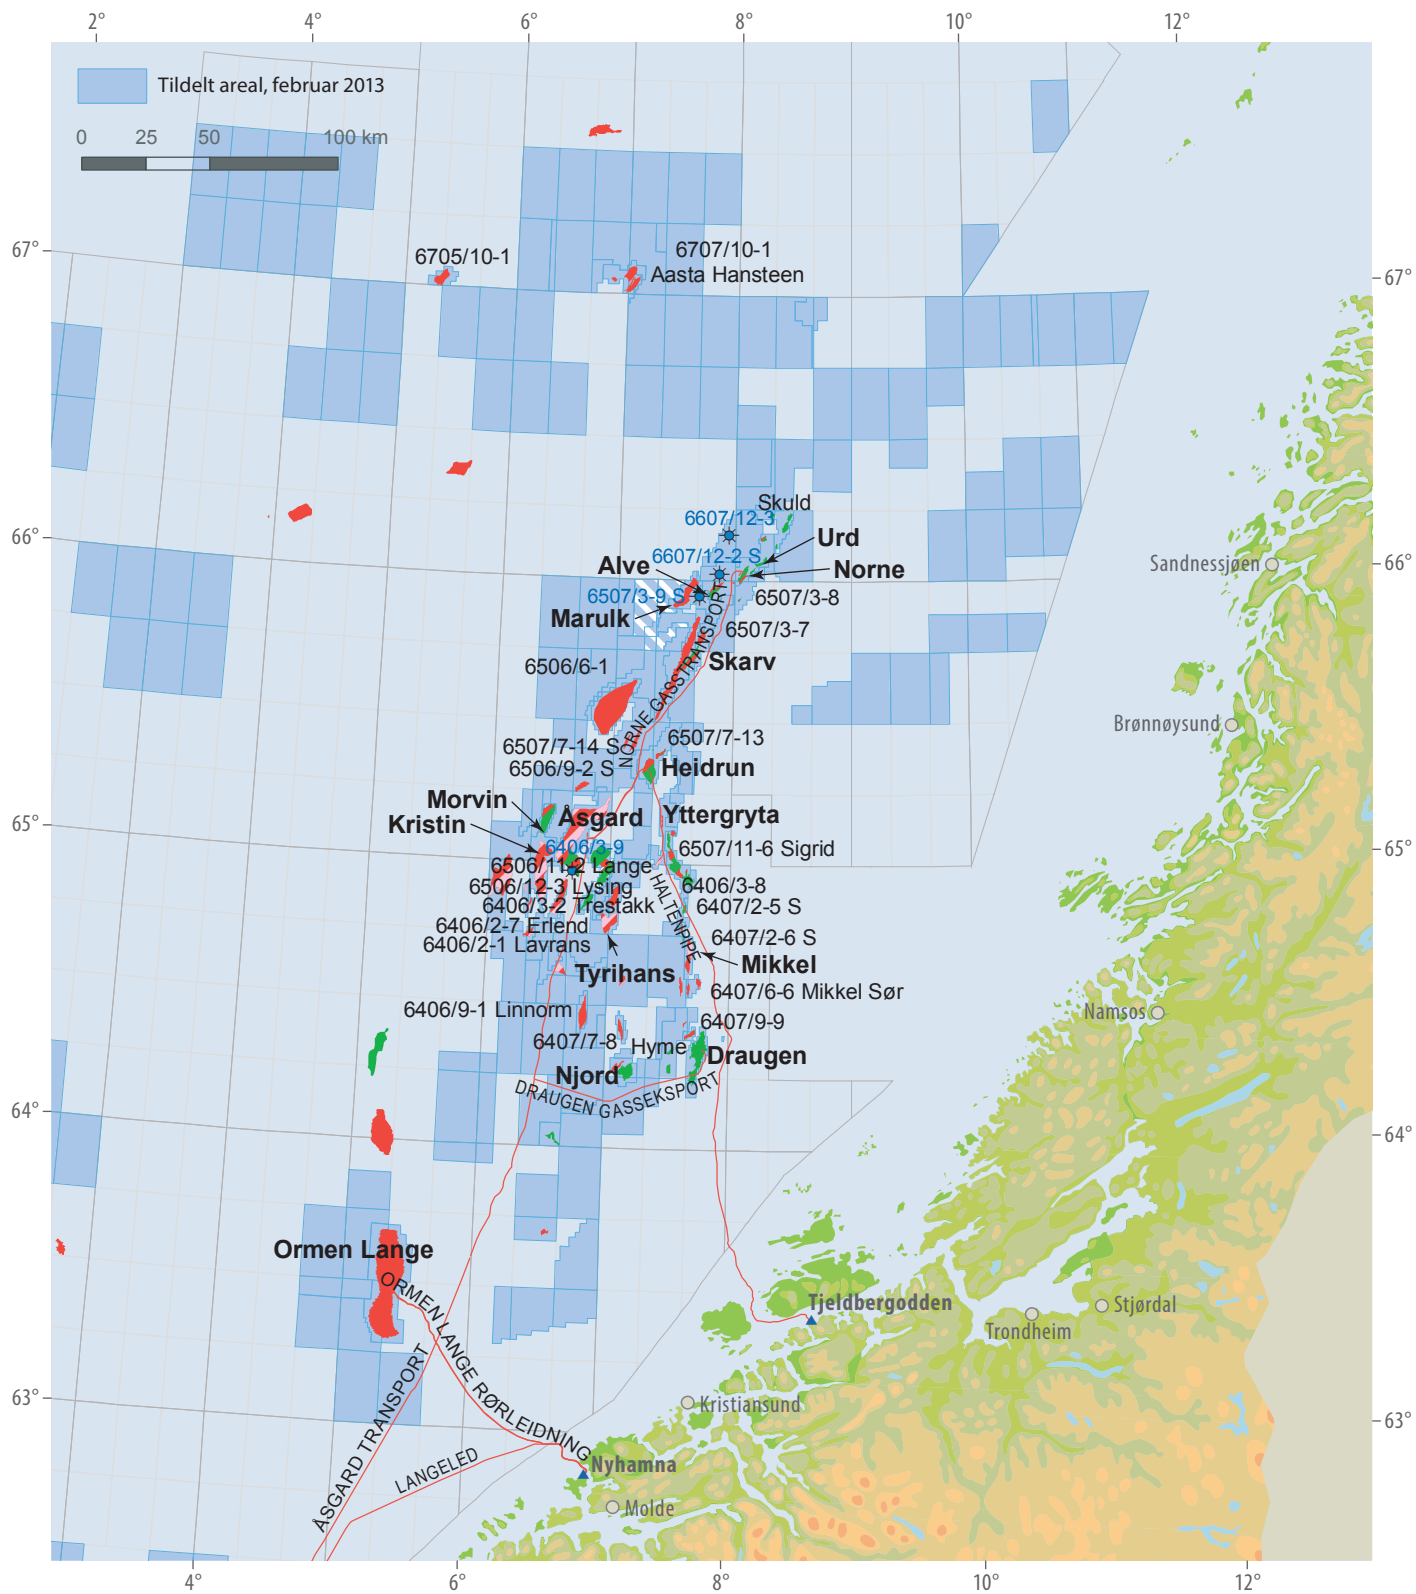 2° 4° 6° 8° 10° 12°
Tildelt areal, februar 2013
0 25 50 100 km
67°
67°
6705/10-1
6707/10-1
Aasta Hansteen
Skuld
6607/12-3
66°
66°
Urd
6607/12-2 S
Alve
Norne
Sandnessjøen
6507/3-9 S
6507/3-8
Marulk
6507/3-7
Skarv
6506/6-1
NORNE GASSTRANSPORT
Brønnøysund
6507/7-13
6507/7-14 S
6506/9-2 S
Heidrun
Morvin
Åsgard
Yttergryta
Kristin
65°
65°
6406/3-9
6507/11-6 Sigrid
6506/11-2 Lange
6506/12-3 Lysing
6406/3-8
6406/3-2 Trestakk
6407/2-5 S
HALTENPIPE
6406/2-7 Erlend
6406/2-1 Lavrans
6407/2-6 S
Mikkel
Tyrihans
6407/6-6 Mikkel Sør
6406/9-1 Linnorm
6407/9-9
Namsos
6407/7-8
Hyme
Draugen
Njord
DRAUGEN GASSEKSPORT
64°
64°
Ormen Lange
ORMEN LANGE RØRLEIDNING
Tjeldbergodden
Stjørdal
Trondheim
63°
63°
Kristiansund
ÅSGARD TRANSPORT
LANGELED
Nyhamna
Molde
4° 6° 8° 10° 12°